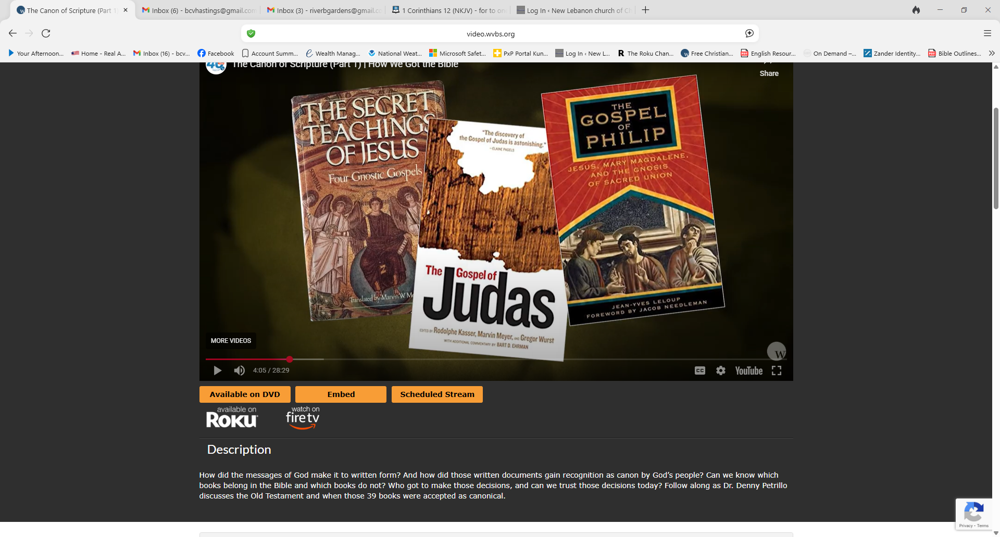 The Canon of Scripture (Part 1)
Inbox (6) - bcvhastings@gmail.com
Inbox (3) - riverbgardens@gmail.co
1 Corinthians 12 (NKJV) - for to on
Log In ‹ New Lebanon church of Ch
video.wvbs.org
Your Afternoon...
Home - Real A...
Inbox (16) - bcv...
Facebook
Account Summ...
Wealth Manag...
National Weat...
Microsoft Safet...
PxP Portal Kun...
Log In ‹ New L...
The Roku Chan...
Free Christian...
English Resour...
On Demand –...
Zander Identity...
Bible Outlines...
The Canon of Scripture (Part 1) | How We Got the Bible
Share
THE SECRET
TEACHINGS
OF JESUS
Four Gnostic Gospels
Translated by Marvin W. Me
"The discovery of
the Gospel of Judas is astonishing."
—ELAINE PAGELS
The Gospel of
Judas
EDITED BY Rodolphe Kasser, Marvin Meyer, AND Gregor Wurst
WITH ADDITIONAL COMMENTARY BY BART D. EHRMAN
THE
GOSPEL
OF
PHILIP
JESUS, MARY MAGDALENE,
AND THE GNOSIS
OF SACRED UNION
JEAN-YVES LELOUP
FOREWORD BY JACOB NEEDLEMAN
MORE VIDEOS
W
4:05 / 28:29
CC
YouTube
Available on DVD
Embed
Scheduled Stream
available on
ROKU
watch on
fire tv
Description
How did the messages of God make it to written form? And how did those written documents gain recognition as canon by God's people? Can we know which
books belong in the Bible and which books do not? Who got to make those decisions, and can we trust those decisions today? Follow along as Dr. Denny Petrillo
discusses the Old Testament and when those 39 books were accepted as canonical.
Privacy - Terms